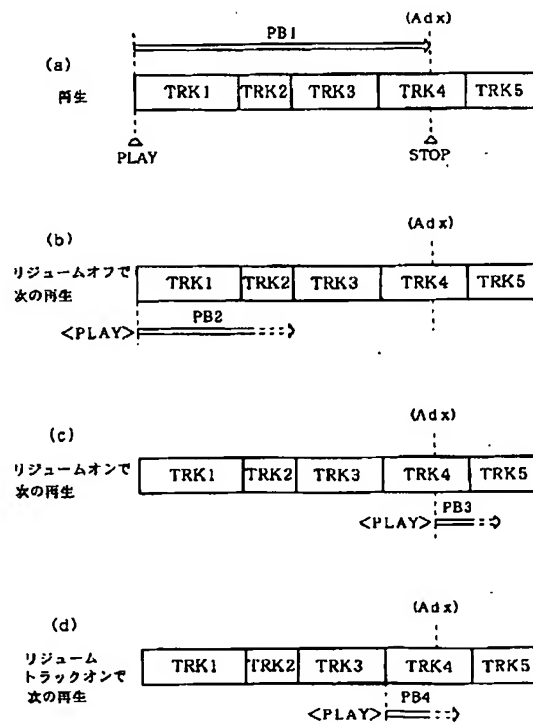 (Adx)
PB1
(a)
再生
TRK1 TRK2 TRK3 TRK4 TRK5
PLAY STOP
(b)
(Adx)
リジュームオフで
次の再生
TRK1 TRK2 TRK3 TRK4 TRK5
PB2
<PLAY>
(Adx)
(c)
リジュームオンで
次の再生
TRK1 TRK2 TRK3 TRK4 TRK5
PB3
<PLAY>
(Adx)
(d)
リジューム
トラックオンで
次の再生
TRK1 TRK2 TRK3 TRK4 TRK5
PB4
<PLAY>